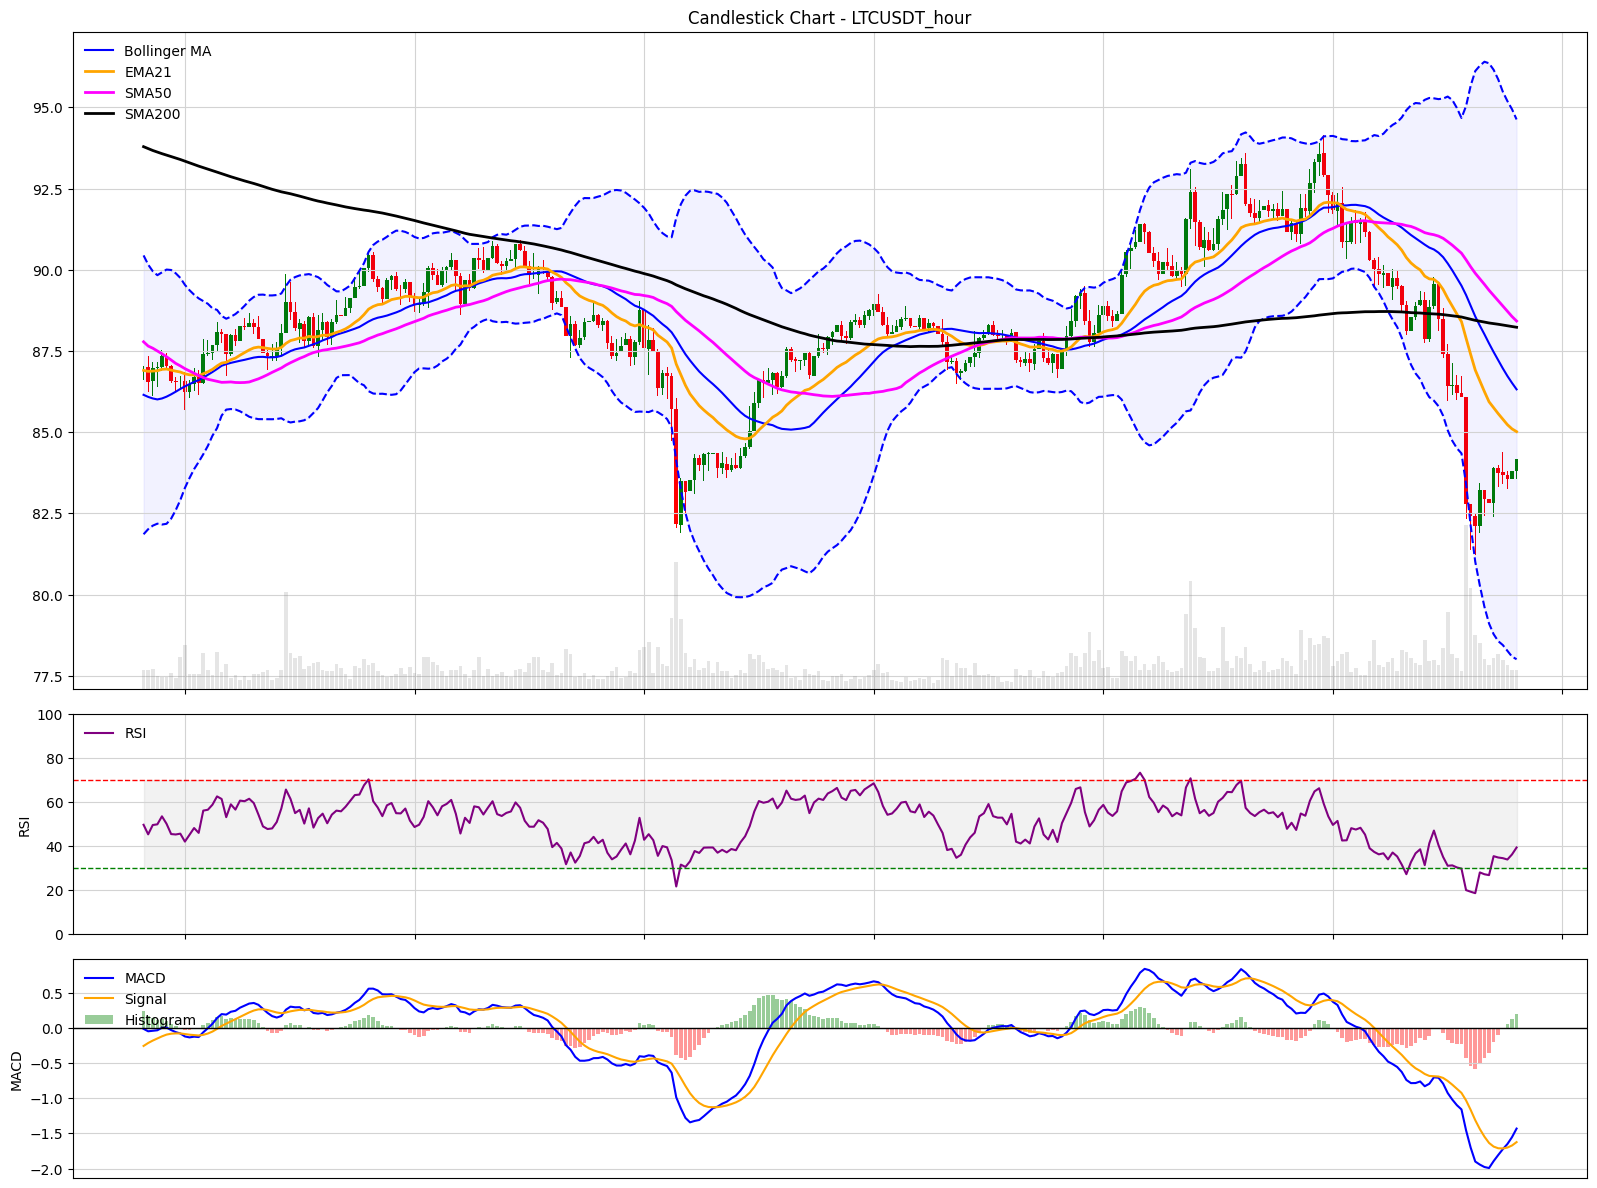 Candlestick Chart - LTCUSDT_hour
Bollinger MA
EMA21
SMA50
SMA200
95.0
92.5
90.0
87.5
85.0
82.5
80.0
77.5
RSI
100
80
60
40
20
0
RSI
MACD
Signal
Histogram
0.5
0.0
−0.5
−1.0
−1.5
−2.0
MACD